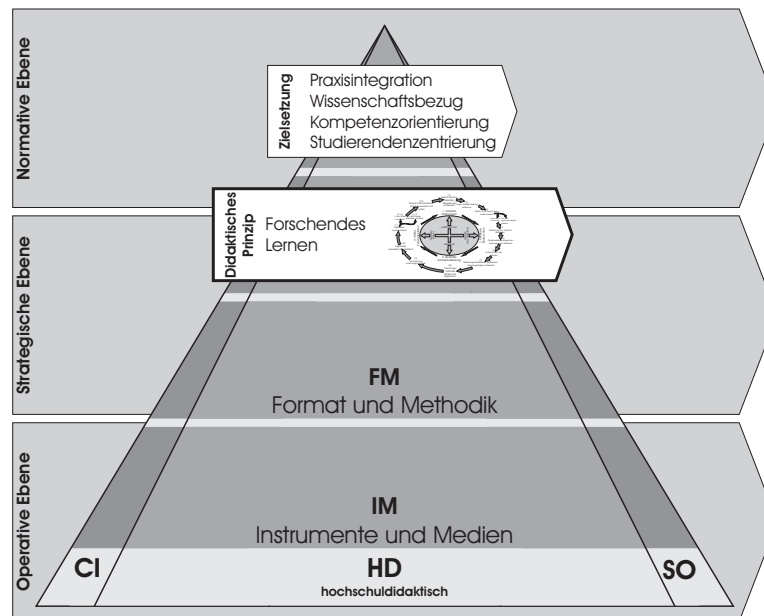 Normative Ebene
Zielsetzung
Praxisintegration
Wissenschaftsbezug
Kompetenzorientierung
Studierendenzentrierung
Didaktisches
Prinzip
Forschendes
Lernen
Strategische Ebene
FM
Format und Methodik
Operative Ebene
IM
Instrumente und Medien
CI
HD
SO
hochschuldidaktisch